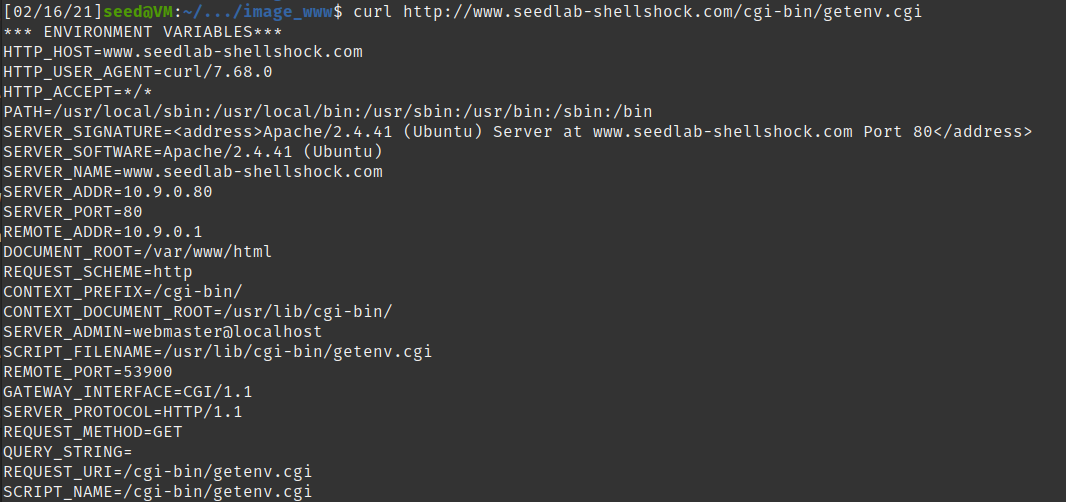 [02/16/21]seed@VM:~/.../image_www$ curl http://www.seedlab-shellshock.com/cgi-bin/getenv.cgi
*** ENVIRONMENT VARIABLES***
HTTP_HOST=www.seedlab-shellshock.com
HTTP_USER_AGENT=curl/7.68.0
HTTP_ACCEPT=*/*
PATH=/usr/local/sbin:/usr/local/bin:/usr/sbin:/usr/bin:/sbin:/bin
SERVER_SIGNATURE=<address>Apache/2.4.41 (Ubuntu) Server at www.seedlab-shellshock.com Port 80</address>
SERVER_SOFTWARE=Apache/2.4.41 (Ubuntu)
SERVER_NAME=www.seedlab-shellshock.com
SERVER_ADDR=10.9.0.80
SERVER_PORT=80
REMOTE_ADDR=10.9.0.1
DOCUMENT_ROOT=/var/www/html
REQUEST_SCHEME=http
CONTEXT_PREFIX=/cgi-bin/
CONTEXT_DOCUMENT_ROOT=/usr/lib/cgi-bin/
SERVER_ADMIN=webmaster@localhost
SCRIPT_FILENAME=/usr/lib/cgi-bin/getenv.cgi
REMOTE_PORT=53900
GATEWAY_INTERFACE=CGI/1.1
SERVER_PROTOCOL=HTTP/1.1
REQUEST_METHOD=GET
QUERY_STRING=
REQUEST_URI=/cgi-bin/getenv.cgi
SCRIPT_NAME=/cgi-bin/getenv.cgi